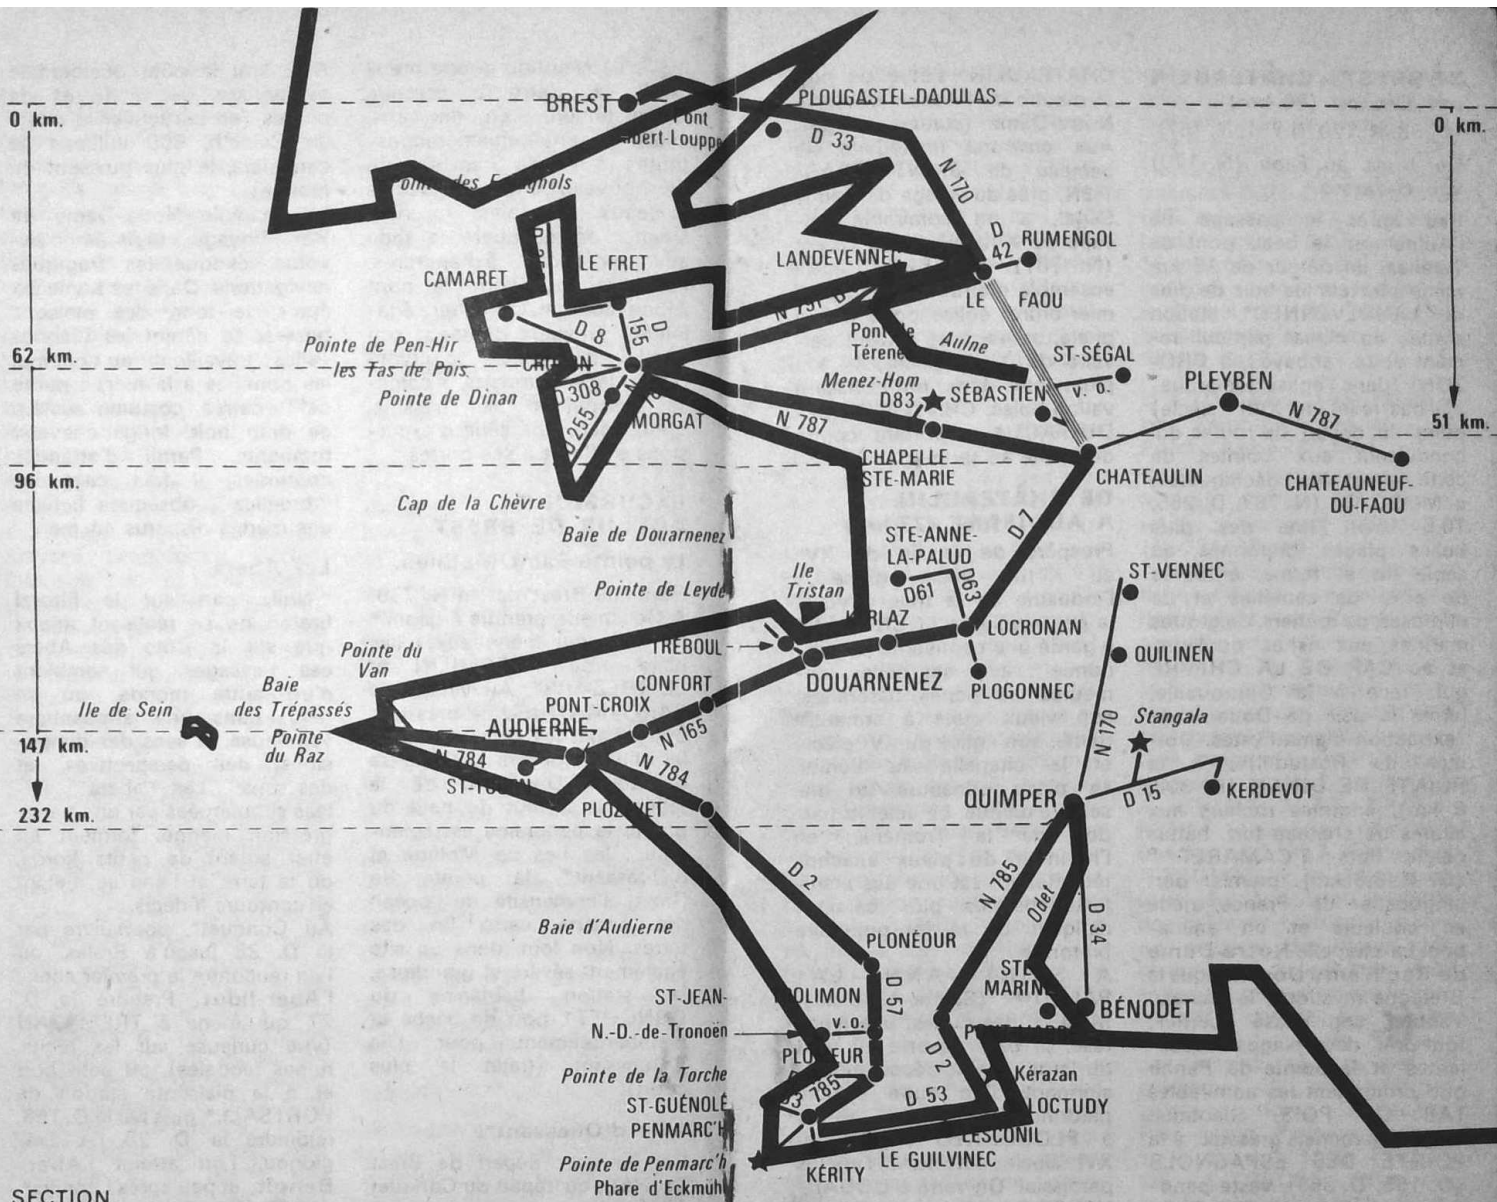 0 km.
BREST
PLOUGASTEL-DAOULAS
0 km.
Pont
D 33
N 170
Pointe des Espagnols
D
42
RUMENGOL
LE FRET
LANDEVENNEC
CAMARET
LE FAOU
D 8
D
155
Pont de
Térenez
Aulne
ST-SÉGAL
Pointe de Pen-Hir
62 km.
les Tas de Pois
CROZON
v. o.
Menez-Hom
PLEYBEN
D 308
Pointe de Dinan
D83
SÉBASTIEN
D 255
MORGAT
N 787
N 787
51 km.
CHAPELLE
STE-MARIE
CHATEAULIN
CHATEAUNEUF-
DU-FAOU
96 km.
Cap de la Chèvre
D 7
Baie de Douarnenez
STE-ANNE-
LA-PALUD
ST-VENNEC
Ile
Tristan
Pointe de Leydé
D61
D63
KERLAZ
LOCRONAN
TRÉBOUL
QUILINEN
Pointe du
Van
DOUARNENEZ
PLOGONNEC
CONFORT
Baie
des Trépassés
Ile de Sein
PONT-CROIX
Stangala
AUDIERNE
N 165
N 170
147 km.
Pointe
du Raz
N 784
N 784
ST-TUGEN
KERDEVOT
D 15
QUIMPER
232 km.
PLOZÉVET
D 2
N 785
Odet
D 34
Baie d'Audierne
PLONÉOUR
STE
MARINE
ST-JEAN-
N.-D.-de-Tronoën
D 57
BÉNODET
v. o.
PLOMEUR
D 2
Pointe de la Torche
785
Kérazan
ST-GUÉNOLÉ
D 53
LOCTUDY
PENMARC'H
LESCONIL
LE GUILVINEC
Pointe de Penmarc'h
KÉRITY
Phare d'Eckmühl
SECTION